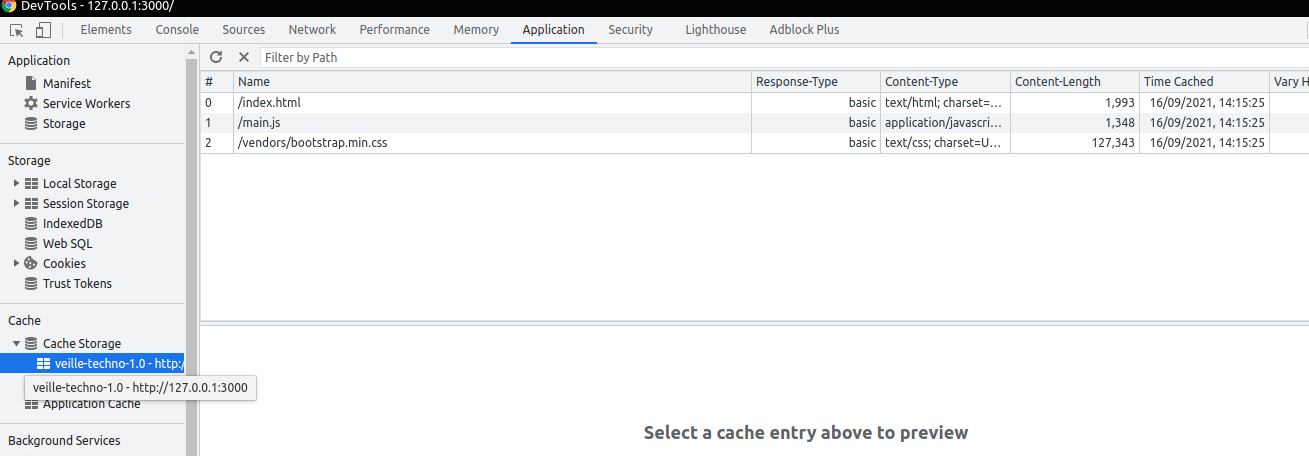 DevTools - 127.0.0.1:3000/
Elements Console Sources Network Performance Memory Application Security Lighthouse Adblock Plus
Application
Manifest
Service Workers
Storage
Storage
Local Storage
Session Storage
IndexedDB
Web SQL
Cookies
Trust Tokens
Cache
Cache Storage
veille-techno-1.0 - http:/
veille-techno-1.0 - http://127.0.0.1:3000
Application Cache
Background Services
Filter by Path
# Name Response-Type Content-Type Content-Length Time Cached Vary H
0 /index.html basic text/html; charset=... 1,993 16/09/2021, 14:15:25
1 /main.js basic application/javascri... 1,348 16/09/2021, 14:15:25
2 /vendors/bootstrap.min.css basic text/css; charset=U... 127,343 16/09/2021, 14:15:25
Select a cache entry above to preview